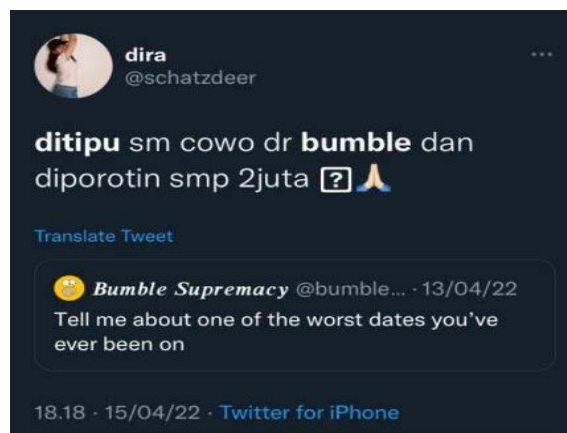 dira
@schatzdeer
ditipu sm cowo dr bumble dan
diporotin smp 2juta 🙏🏻
Translate Tweet
Bumble Supremacy @bumble... · 13/04/22
Tell me about one of the worst dates you've
ever been on
18.18 · 15/04/22 · Twitter for iPhone